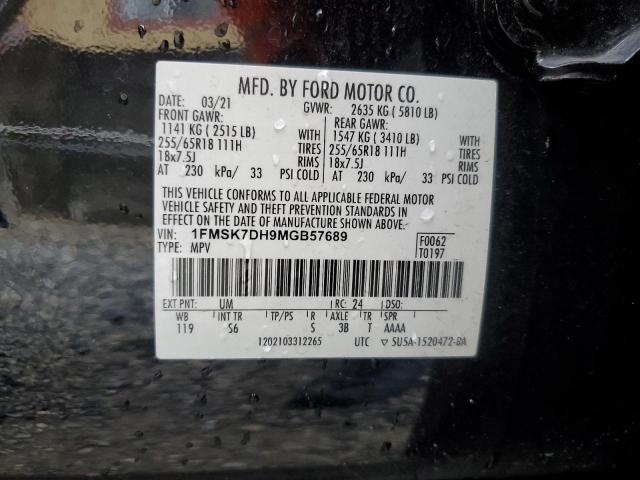 MFD. BY FORD MOTOR CO.
DATE: 03/21 GVWR: 2635 KG ( 5810 LB)
FRONT GAWR: REAR GAWR:
1141 KG ( 2515 LB) WITH 1547 KG ( 3410 LB) WITH
255/65R18 111H TIRES 255/65R18 111H TIRES
18x7.5J RIMS 18x7.5J RIMS
AT 230 kPa/ 33 PSI COLD AT 230 kPa/ 33 PSI COLD
THIS VEHICLE CONFORMS TO ALL APPLICABLE FEDERAL MOTOR
VEHICLE SAFETY AND THEFT PREVENTION STANDARDS IN
EFFECT ON THE DATE OF MANUFACTURE SHOWN ABOVE.
VIN: 1FMSK7DH9MGB57689 F0062
TYPE: MPV T0197
EXT PNT: UM RC: 24 DSO:
WB INT TR TP/PS R AXLE TR SPR
119 S6 S 3B T AAAA
1202103312265 UTC ▽ 5U5A-1520472-BA